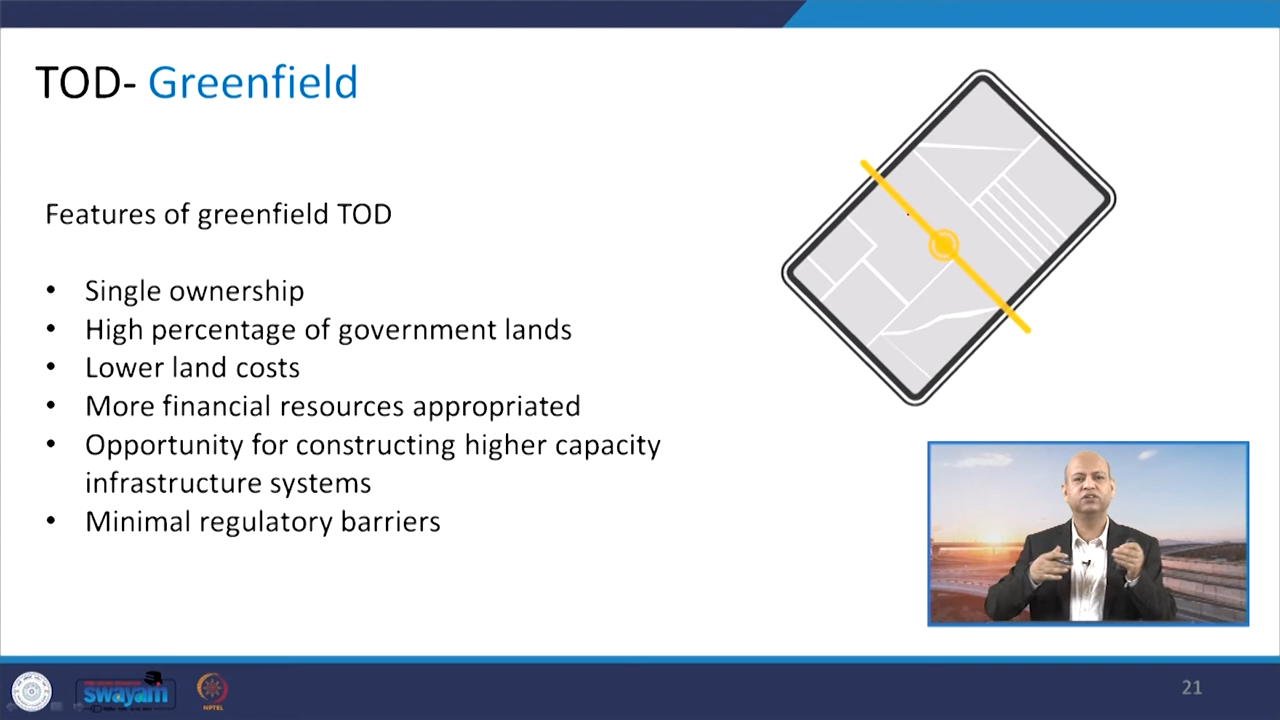 TOD- Greenfield
Features of greenfield TOD
• Single ownership
• High percentage of government lands
• Lower land costs
• More financial resources appropriated
• Opportunity for constructing higher capacity
infrastructure systems
• Minimal regulatory barriers
swayam
NPTEL
21